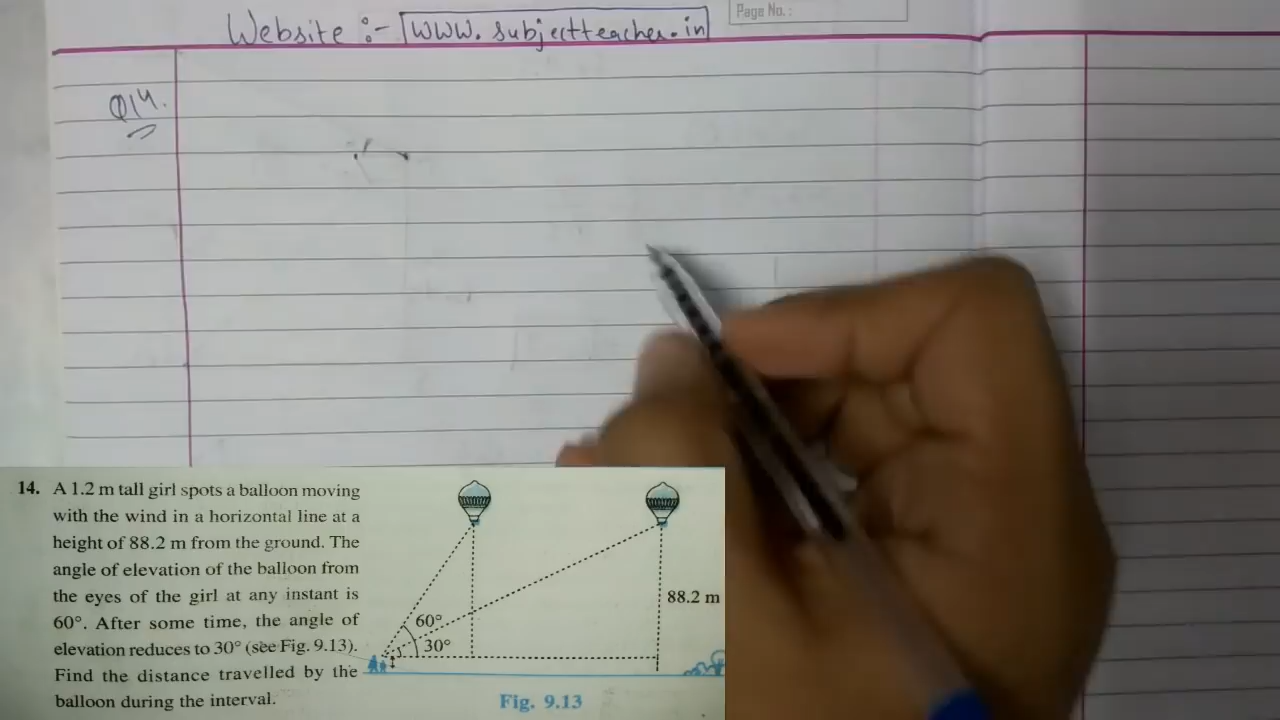 Page No. :
Website :- www.subjectteacher.in
Q14.
14. A 1.2 m tall girl spots a balloon moving
with the wind in a horizontal line at a
height of 88.2 m from the ground. The
angle of elevation of the balloon from
the eyes of the girl at any instant is
60°. After some time, the angle of
elevation reduces to 30° (see Fig. 9.13).
Find the distance travelled by the
balloon during the interval.
60°
30°
88.2 m
Fig. 9.13